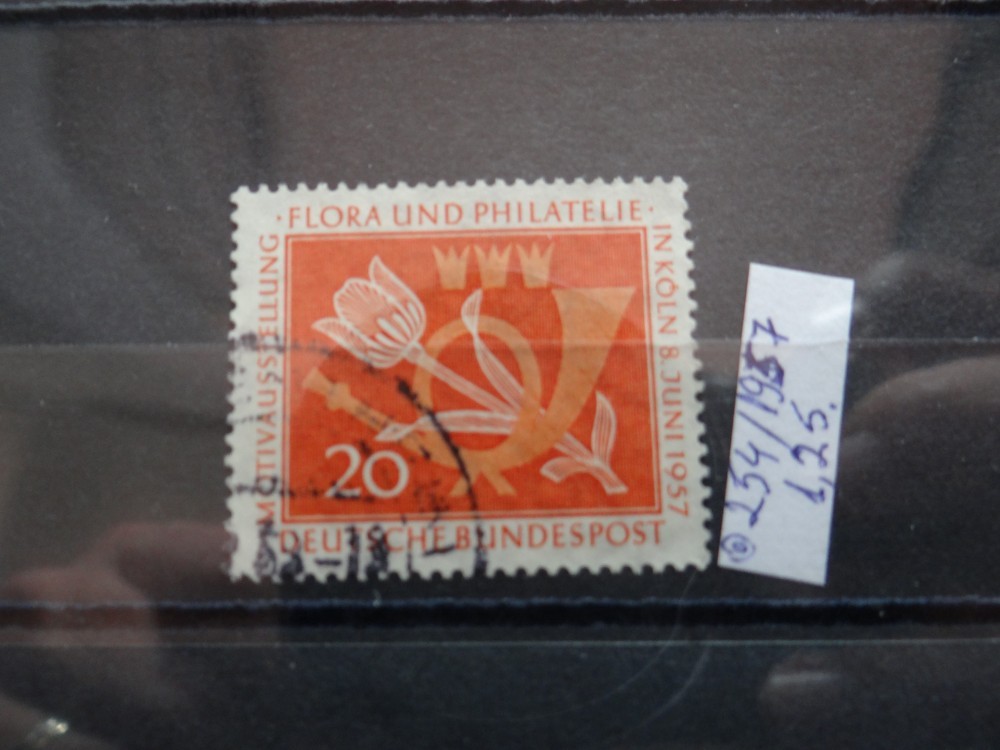 · FLORA UND PHILATELIE ·
IN KÖLN 8. JUNI 1957
MOTIVAUSSTELLUNG
20
DEUTSCHE BUNDESPOST
254/1957
1,25.